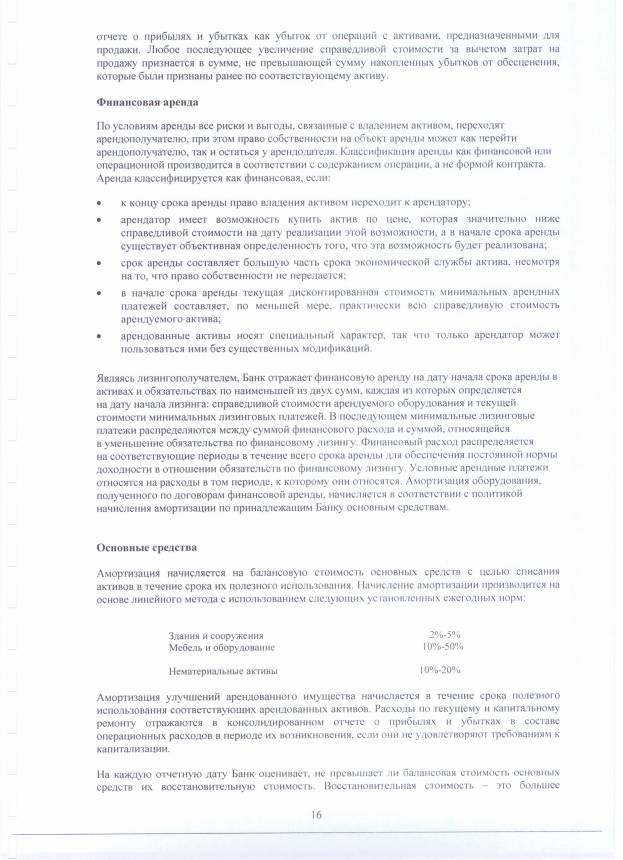 отчете о прибылях и убытках как убыток от операций с активами, предназначенными для
продажи. Любое последующее увеличение справедливой стоимости за вычетом затрат на
продажу признается в сумме, не превышающей сумму накопленных убытков от обесценения,
которые были признаны ранее по соответствующему активу.
Финансовая аренда
По условиям аренды все риски и выгоды, связанные с владением активом, переходят
арендополучателю, при этом право собственности на объект аренды может как перейти
арендополучателю, так и остаться у арендодателя. Классификация аренды как финансовой или
операционной производится в соответствии с содержанием операции, а не формой контракта.
Аренда классифицируется как финансовая, если:
• к концу срока аренды право владения активом переходит к арендатору;
• арендатор имеет возможность купить актив по цене, которая значительно ниже
справедливой стоимости на дату реализации этой возможности, а в начале срока аренды
существует объективная определенность того, что эта возможность будет реализована;
• срок аренды составляет большую часть срока экономической службы актива, несмотря
на то, что право собственности не передается;
• в начале срока аренды текущая дисконтированная стоимость минимальных арендных
платежей составляет, по меньшей мере, практически всю справедливую стоимость
арендуемого актива;
• арендованные активы носят специальный характер, так что только арендатор может
пользоваться ими без существенных модификаций.
Являясь лизингополучателем, Банк отражает финансовую аренду на дату начала срока аренды в
активах и обязательствах по наименьшей из двух сумм, каждая из которых определяется
на дату начала лизинга: справедливой стоимости арендуемого оборудования и текущей
стоимости минимальных лизинговых платежей. В последующем минимальные лизинговые
платежи распределяются между суммой финансового расхода и суммой, относящейся
в уменьшение обязательства по финансовому лизингу. Финансовый расход распределяется
на соответствующие периоды в течение всего срока аренды для обеспечения постоянной нормы
доходности в отношении обязательств по финансовому лизингу. Условные арендные платежи
относятся на расходы в том периоде, к которому они относятся. Амортизация оборудования,
полученного по договорам финансовой аренды, начисляется в соответствии с политикой
начисления амортизации по принадлежащим Банку основным средствам.
Основные средства
Амортизация начисляется на балансовую стоимость основных средств с целью списания
активов в течение срока их полезного использования. Начисление амортизации производится на
основе линейного метода с использованием следующих установленных ежегодных норм:
Здания и сооружения 2%-5%
Мебель и оборудование 10%-50%
Нематериальные активы 10%-20%
Амортизация улучшений арендованного имущества начисляется в течение срока полезного
использования соответствующих арендованных активов. Расходы по текущему и капитальному
ремонту отражаются в консолидированном отчете о прибылях и убытках в составе
операционных расходов в периоде их возникновения, если они не удовлетворяют требованиям к
капитализации.
На каждую отчетную дату Банк оценивает, не превышает ли балансовая стоимость основных
средств их восстановительную стоимость. Восстановительная стоимость – это большее
16